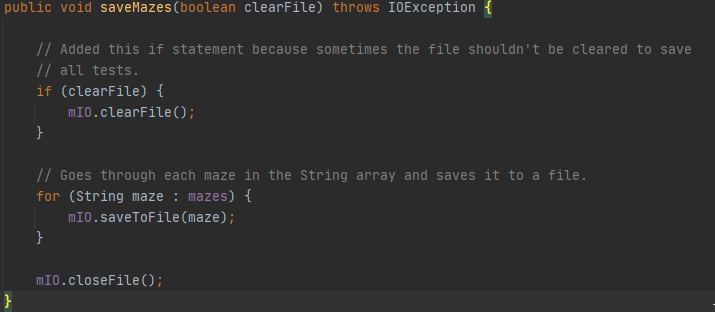 public void saveMazes(boolean clearFile) throws IOException {
// Added this if statement because sometimes the file shouldn't be cleared to save
// all tests.
if (clearFile) {
mIO.clearFile();
}
// Goes through each maze in the String array and saves it to a file.
for (String maze : mazes) {
mIO.saveToFile(maze);
}
mIO.closeFile();
}